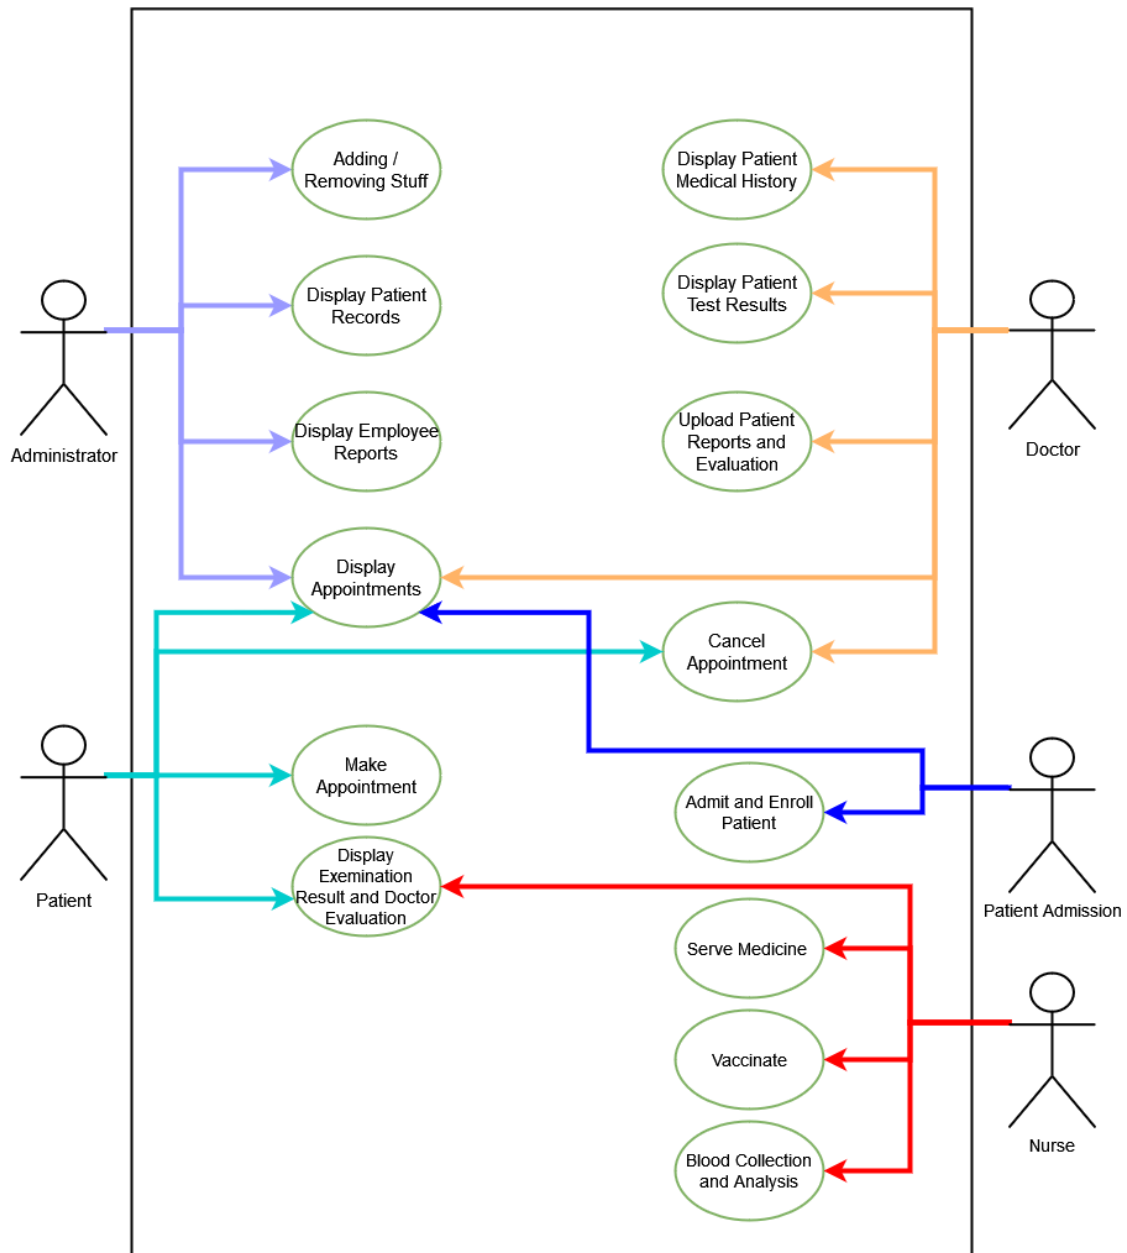 Adding /
Removing Stuff
Display Patient
Medical History
Display Patient
Records
Display Patient
Test Results
Administrator
Display Employee
Reports
Upload Patient
Reports and
Evaluation
Doctor
Display
Appointments
Cancel
Appointment
Make
Appointment
Admit and Enroll
Patient
Patient
Display
Exemination
Result and Doctor
Evaluation
Patient Admission
Serve Medicine
Vaccinate
Nurse
Blood Collection
and Analysis